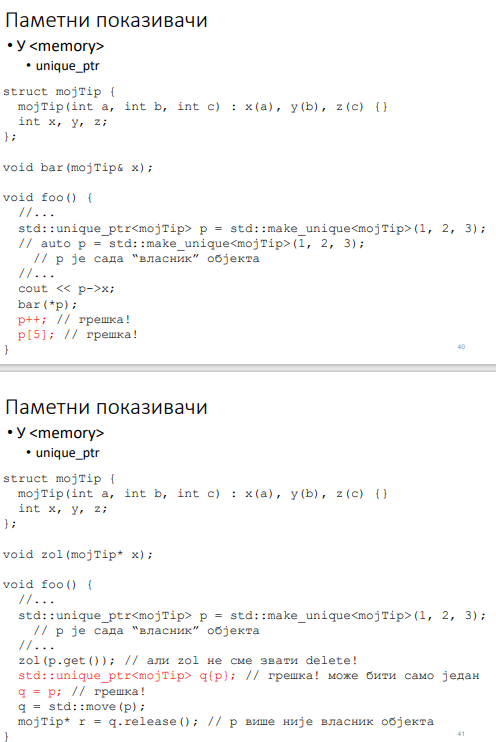 Паметни показивачи
• У <memory>
• unique_ptr
struct mojTip {
  mojTip(int a, int b, int c) : x(a), y(b), z(c) {}
  int x, y, z;
};
void bar(mojTip& x);
void foo() {
  //...
  std::unique_ptr<mojTip> p = std::make_unique<mojTip>(1, 2, 3);
  // auto p = std::make_unique<mojTip>(1, 2, 3);
    // p је сада “власник” објекта
  //...
  cout << p->x;
  bar(*p);
  p++; // грешка!
  p[5]; // грешка!
}
40
Паметни показивачи
• У <memory>
• unique_ptr
struct mojTip {
  mojTip(int a, int b, int c) : x(a), y(b), z(c) {}
  int x, y, z;
};
void zol(mojTip* x);
void foo() {
  //...
  std::unique_ptr<mojTip> p = std::make_unique<mojTip>(1, 2, 3);
    // p је сада “власник” објекта
  //...
  zol(p.get()); // али zol не сме звати delete!
  std::unique_ptr<mojTip> q{p}; // грешка! може бити само један
  q = p; // грешка!
  q = std::move(p);
  mojTip* r = q.release(); // p више није власник објекта
}
41